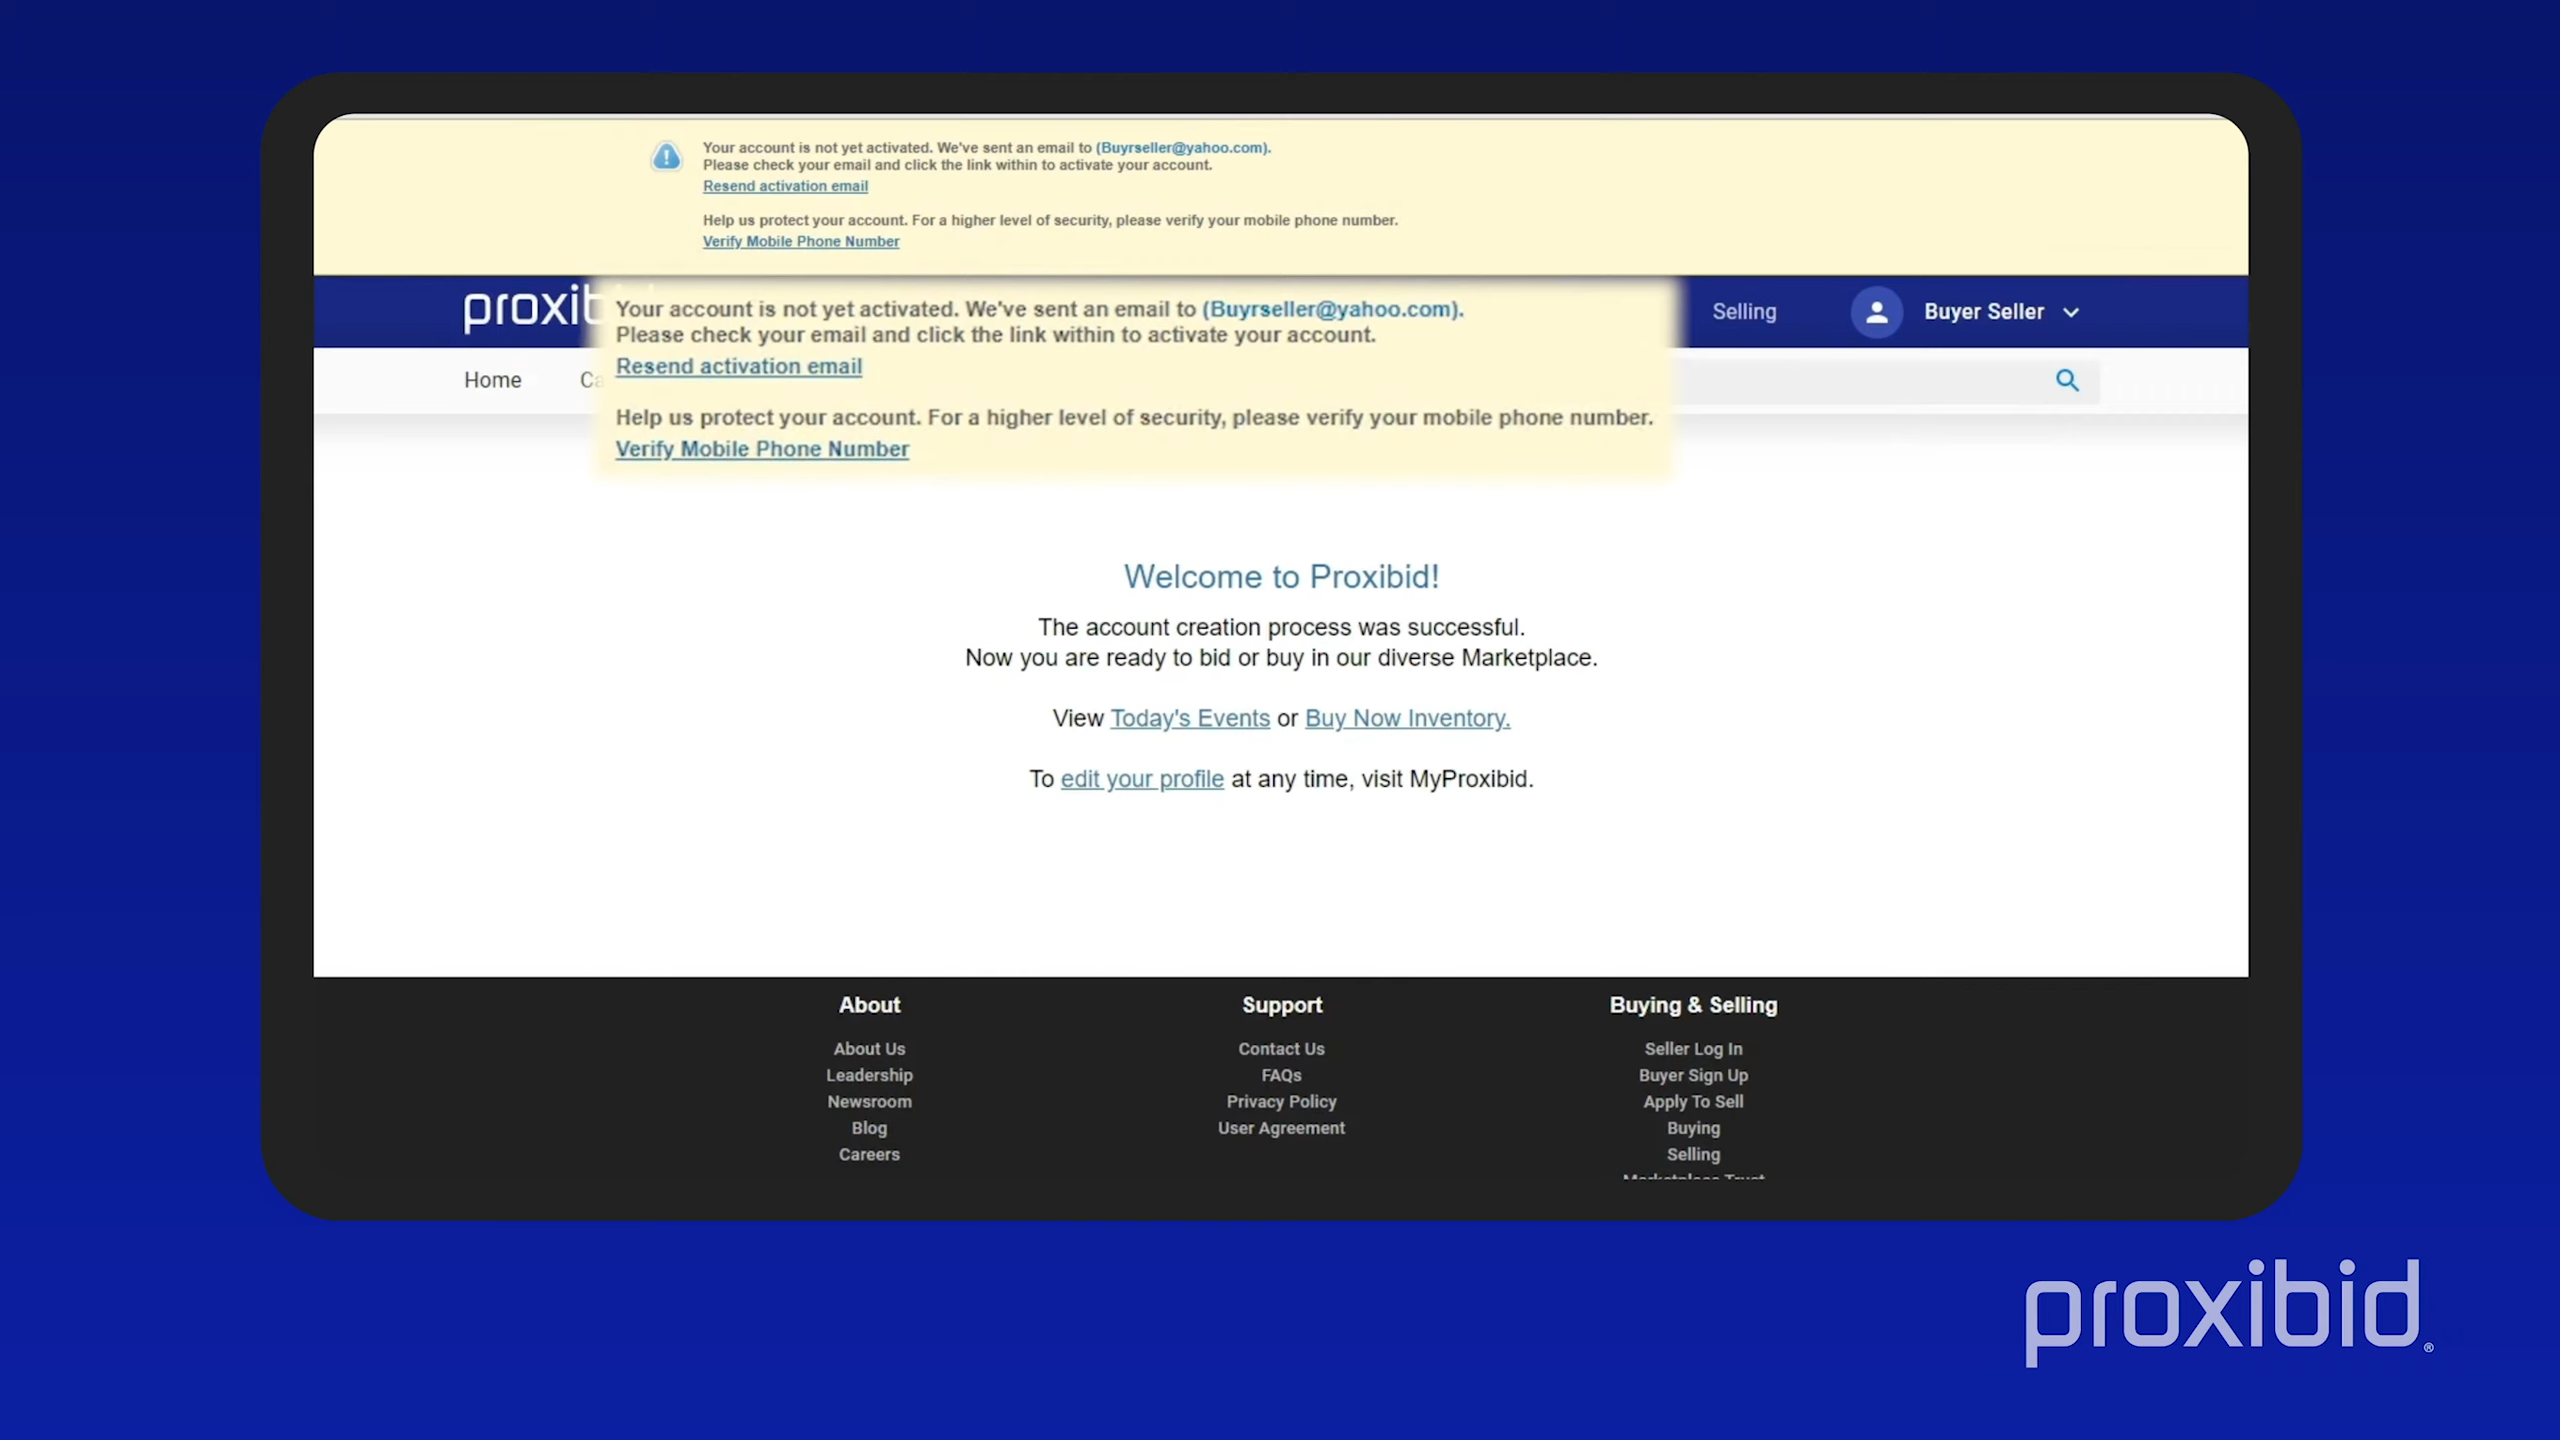 Your account is not yet activated. We've sent an email to (Buyrseller@yahoo.com).
Please check your email and click the link within to activate your account.
Resend activation email
Help us protect your account. For a higher level of security, please verify your mobile phone number.
Verify Mobile Phone Number
Selling
Buyer Seller
Your account is not yet activated. We've sent an email to (Buyrseller@yahoo.com).
Please check your email and click the link within to activate your account.
Resend activation email
Help us protect your account. For a higher level of security, please verify your mobile phone number.
Verify Mobile Phone Number
Home
Welcome to Proxibid!
The account creation process was successful.
Now you are ready to bid or buy in our diverse Marketplace.
View Today's Events or Buy Now Inventory.
To edit your profile at any time, visit MyProxibid.
About
About Us
Leadership
Newsroom
Blog
Careers
Support
Contact Us
FAQs
Privacy Policy
User Agreement
Buying & Selling
Seller Log In
Buyer Sign Up
Apply To Sell
Buying
Selling
proxibid®